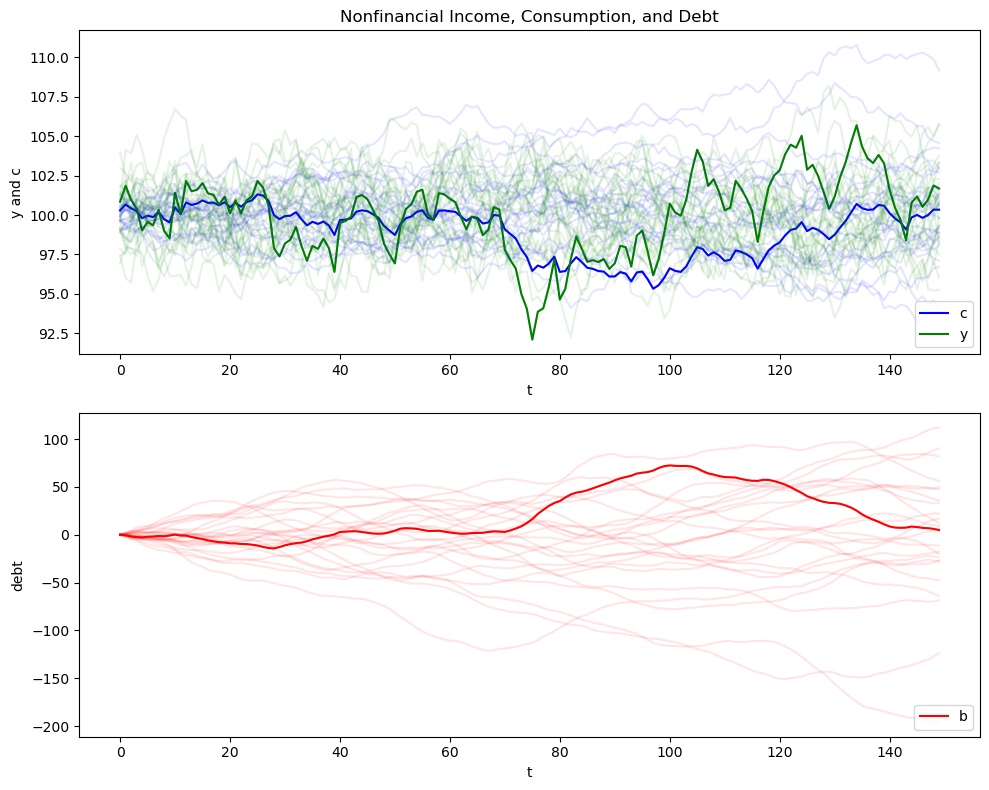 Nonfinancial Income, Consumption, and Debt
y and c
110.0
107.5
105.0
102.5
100.0
97.5
95.0
92.5
c
y
0 20 40 60 80 100 120 140
t
debt
100
50
0
−50
−100
−150
−200
b
0 20 40 60 80 100 120 140
t